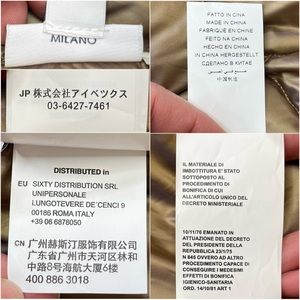 MILANO
JP 株式会社アイベックス
03-6427-7461
FATTO IN CINA
MADE IN CHINA
FABRIQUE EN CHINE
FEITO NA CHINA
HECHO EN CHINA
IN CHINA HERGESTELLT
СДЕЛАНО В КИТАЕ
صنع في الصين
中国制造
DISTRIBUTED in
EU SIXTY DISTRIBUTION SRL
UNIPERSONALE
LUNGOTEVERE DE'CENCI 9
00186 ROMA ITALY
+39 06 6878050
CN 广州赫斯汀服饰有限公司
广东省广州市天河区林和
中路8号海航大厦6楼
400 886 3018
IL MATERIALE DI
IMBOTTITURA E' STATO
SOTTOPOSTO AL
PROCEDIMENTO DI
BONIFICA DI CUI
ALL'ARTICOLO UNICO DEL
DECRETO MINISTERIALE
10/11/76 EMANATO IN
ATTUAZIONE DEL DECRETO
DEL PRESIDENTE DELLA
REPUBBLICA 23/1/75
N 845 OVVERO AD ALTRO
PROCEDIMENTO CAPACE DI
CONSEGUIRE I MEDESIMI
EFFETTI DI BONIFICA
IGIENICO-SANITARIA
ORD. 14/10/81 ART 1